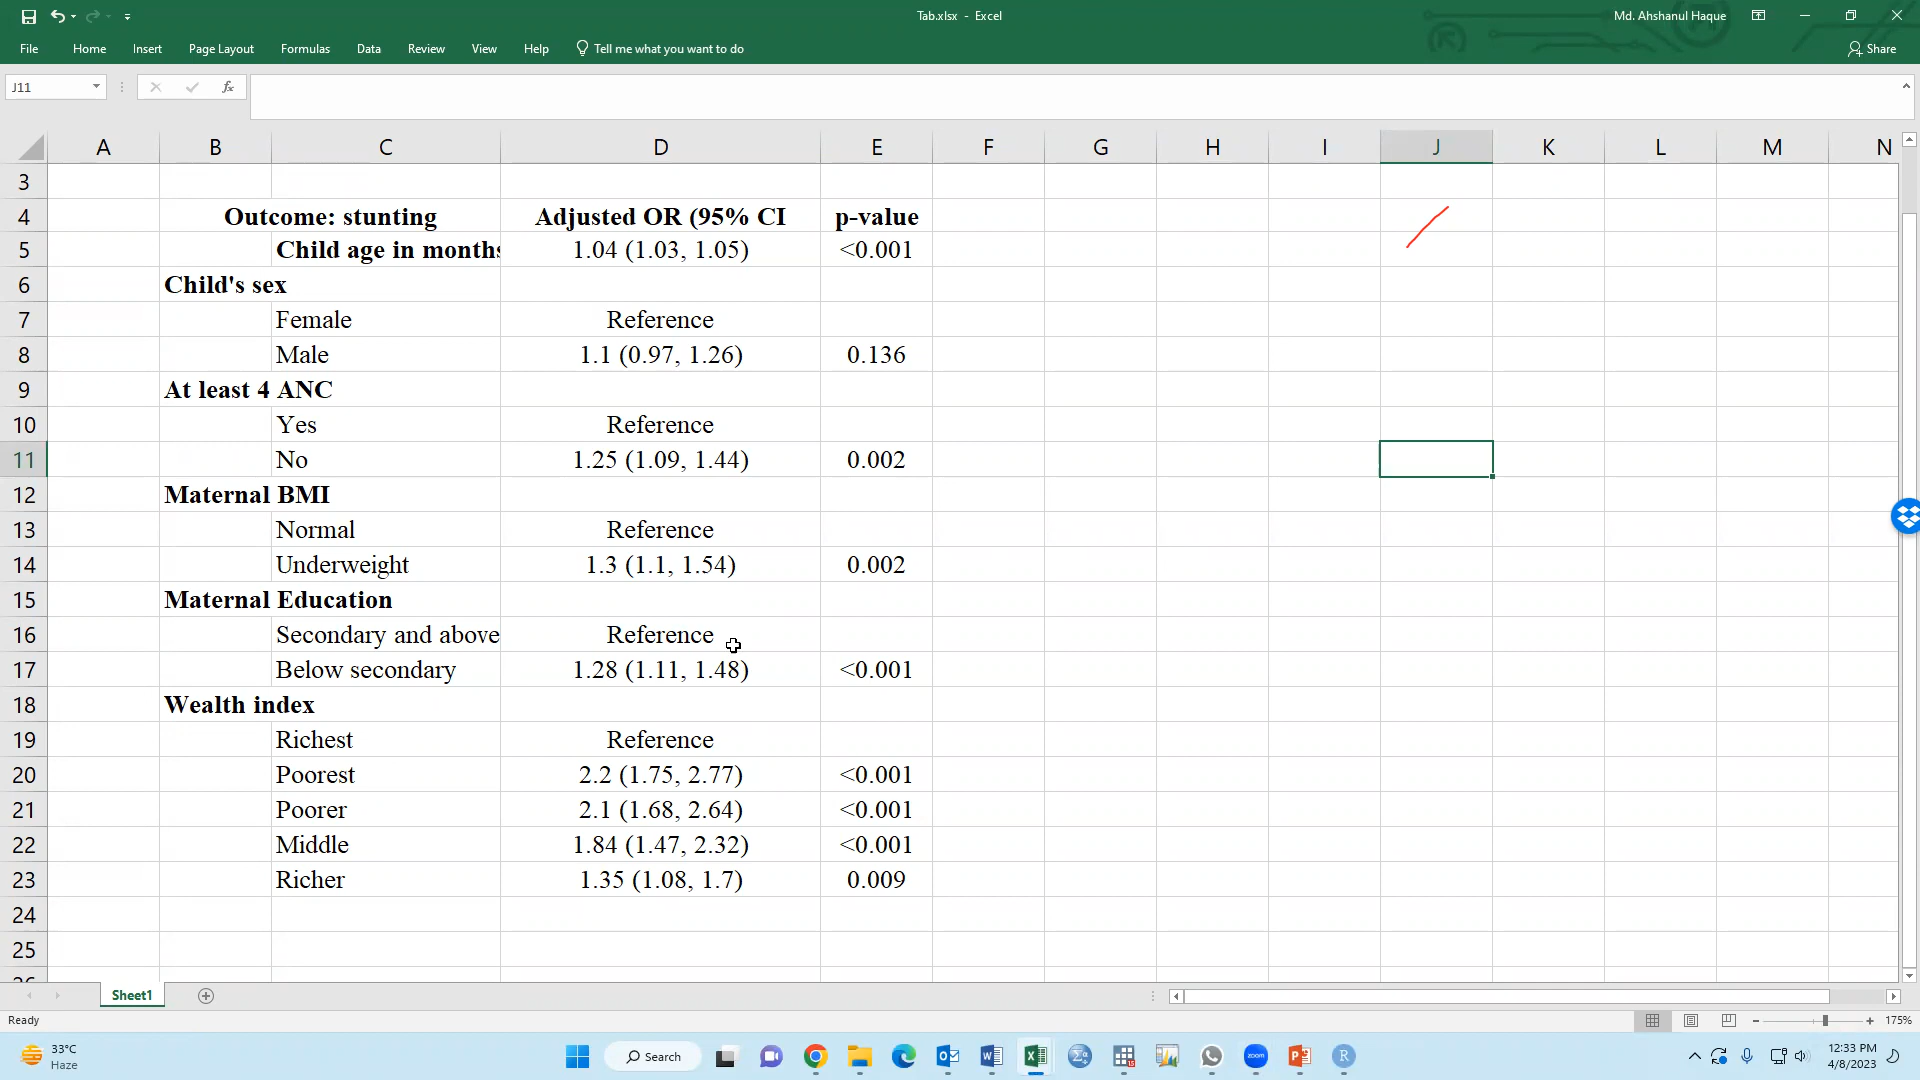 Tab.xlsx - Excel
Md. Ahshanul Haque
File Home Insert Page Layout Formulas Data Review View Help Tell me what you want to do
Share
J11
fx
A B C D E F G H I J K L M N
3
4 Outcome: stunting Adjusted OR (95% CI p-value
5 Child age in months 1.04 (1.03, 1.05) <0.001
6 Child's sex
7 Female Reference
8 Male 1.1 (0.97, 1.26) 0.136
9 At least 4 ANC
10 Yes Reference
11 No 1.25 (1.09, 1.44) 0.002
12 Maternal BMI
13 Normal Reference
14 Underweight 1.3 (1.1, 1.54) 0.002
15 Maternal Education
16 Secondary and above Reference
17 Below secondary 1.28 (1.11, 1.48) <0.001
18 Wealth index
19 Richest Reference
20 Poorest 2.2 (1.75, 2.77) <0.001
21 Poorer 2.1 (1.68, 2.64) <0.001
22 Middle 1.84 (1.47, 2.32) <0.001
23 Richer 1.35 (1.08, 1.7) 0.009
24
25
Sheet1
Ready
175%
33°C
Haze
Search
zoom
12:33 PM
4/8/2023